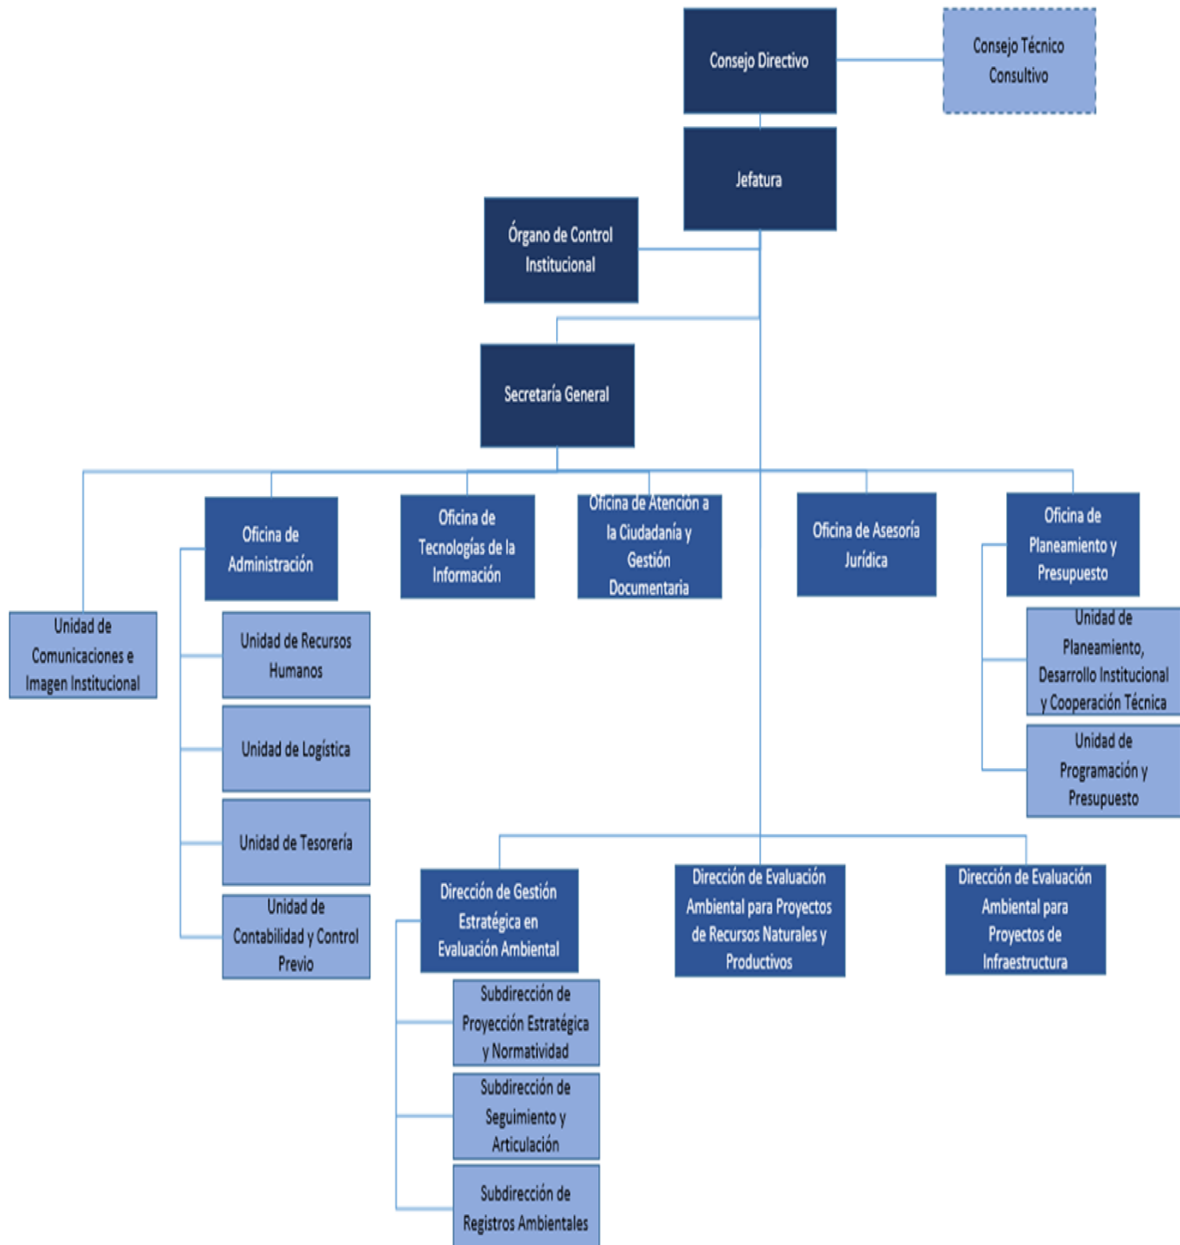 Consejo Directivo
Consejo Técnico
Consultivo
Jefatura
Órgano de Control
Institucional
Secretaría General
Oficina de
Administración
Oficina de
Tecnologías de la
Información
Oficina de Atención a
la Ciudadanía y
Gestión
Documentaria
Oficina de Asesoría
Jurídica
Oficina de
Planeamiento y
Presupuesto
Unidad de
Comunicaciones e
Imagen Institucional
Unidad de Recursos
Humanos
Unidad de Logística
Unidad de Tesorería
Unidad de
Contabilidad y Control
Previo
Unidad de
Planeamiento,
Desarrollo Institucional
y Cooperación Técnica
Unidad de
Programación y
Presupuesto
Dirección de Gestión
Estratégica en
Evaluación Ambiental
Dirección de Evaluación
Ambiental para Proyectos
de Recursos Naturales y
Productivos
Dirección de Evaluación
Ambiental para
Proyectos de
Infraestructura
Subdirección de
Proyección Estratégica
y Normatividad
Subdirección de
Seguimiento y
Articulación
Subdirección de
Registros Ambientales